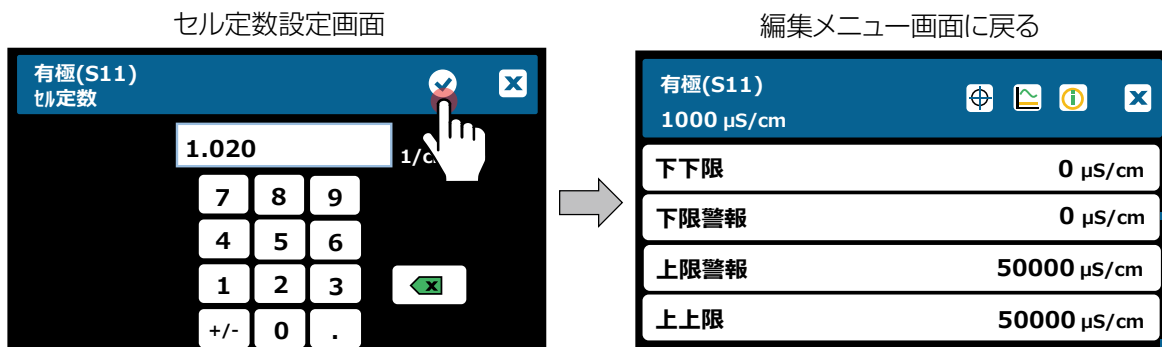 セル定数設定画面
有極(S11)
ｾﾙ定数
1.020
7 8 9
4 5 6
1 2 3
+/- 0 .
編集メニュー画面に戻る
有極(S11)
1000 µS/cm
下下限 0 µS/cm
下限警報 0 µS/cm
上限警報 50000 µS/cm
上上限 50000 µS/cm